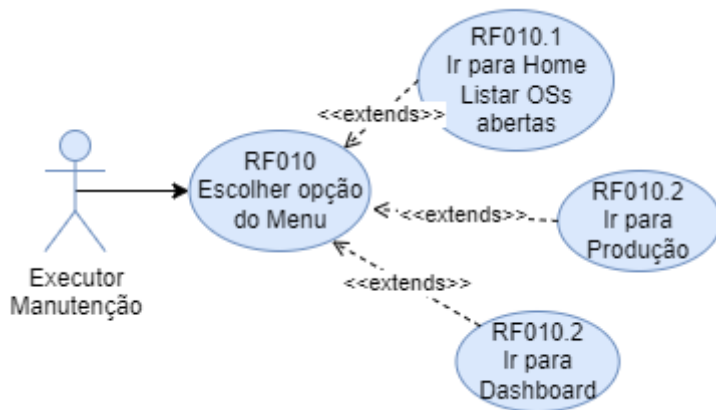 RF010.1
Ir para Home
Listar OSs
abertas
<<extends>>
RF010
Escolher opção
do Menu
RF010.2
Ir para
Produção
<<extends>>
Executor
Manutenção
<<extends>>
RF010.2
Ir para
Dashboard